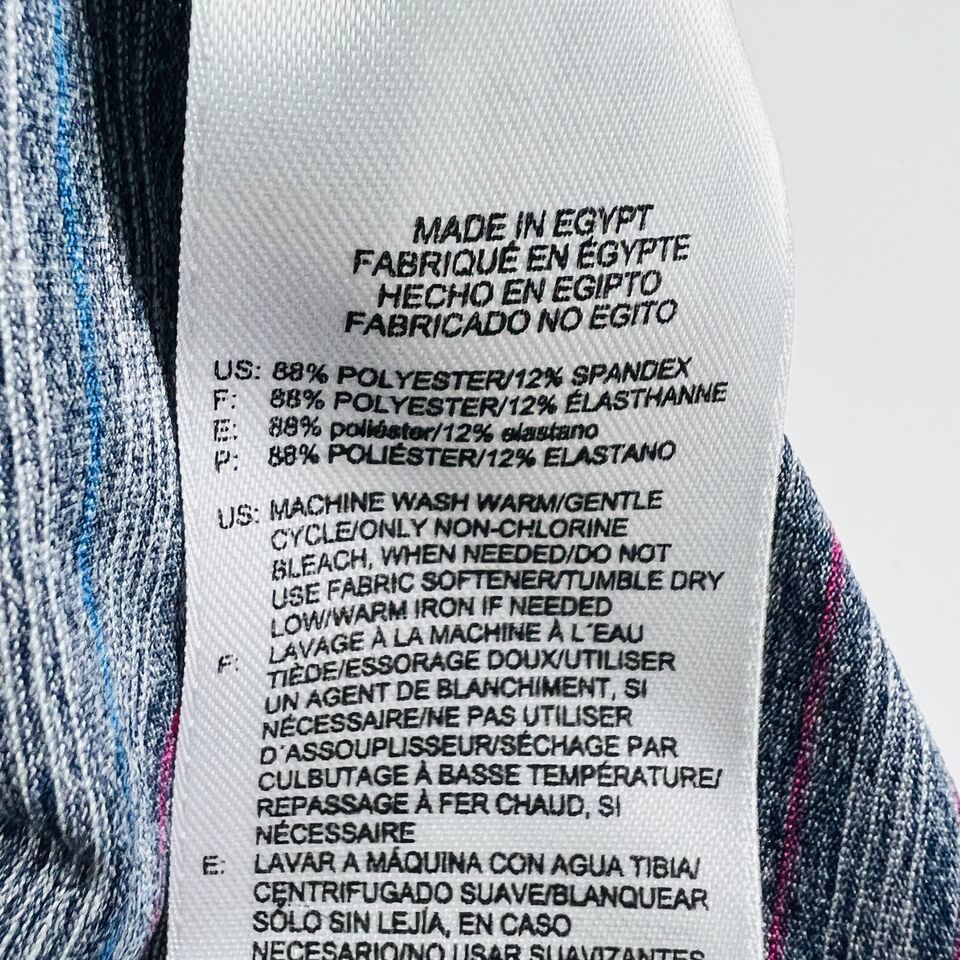 MADE IN EGYPT
FABRIQUÉ EN ÉGYPTE
HECHO EN EGIPTO
FABRICADO NO EGITO
US: 88% POLYESTER/12% SPANDEX
F: 88% POLYESTER/12% ÉLASTHANNE
E: 88% poliéster/12% elastano
P: 88% POLIÉSTER/12% ELASTANO
US: MACHINE WASH WARM/GENTLE
CYCLE/ONLY NON-CHLORINE
BLEACH, WHEN NEEDED/DO NOT
USE FABRIC SOFTENER/TUMBLE DRY
LOW/WARM IRON IF NEEDED
F: LAVAGE À LA MACHINE À L´EAU
TIÈDE/ESSORAGE DOUX/UTILISER
UN AGENT DE BLANCHIMENT, SI
NÉCESSAIRE/NE PAS UTILISER
D´ASSOUPLISSEUR/SÉCHAGE PAR
CULBUTAGE À BASSE TEMPÉRATURE/
REPASSAGE À FER CHAUD, SI
NÉCESSAIRE
E: LAVAR A MÁQUINA CON AGUA TIBIA/
CENTRIFUGADO SUAVE/BLANQUEAR
SÓLO SIN LEJÍA, EN CASO
NECESARIO/NO USAR SUAVIZANTES